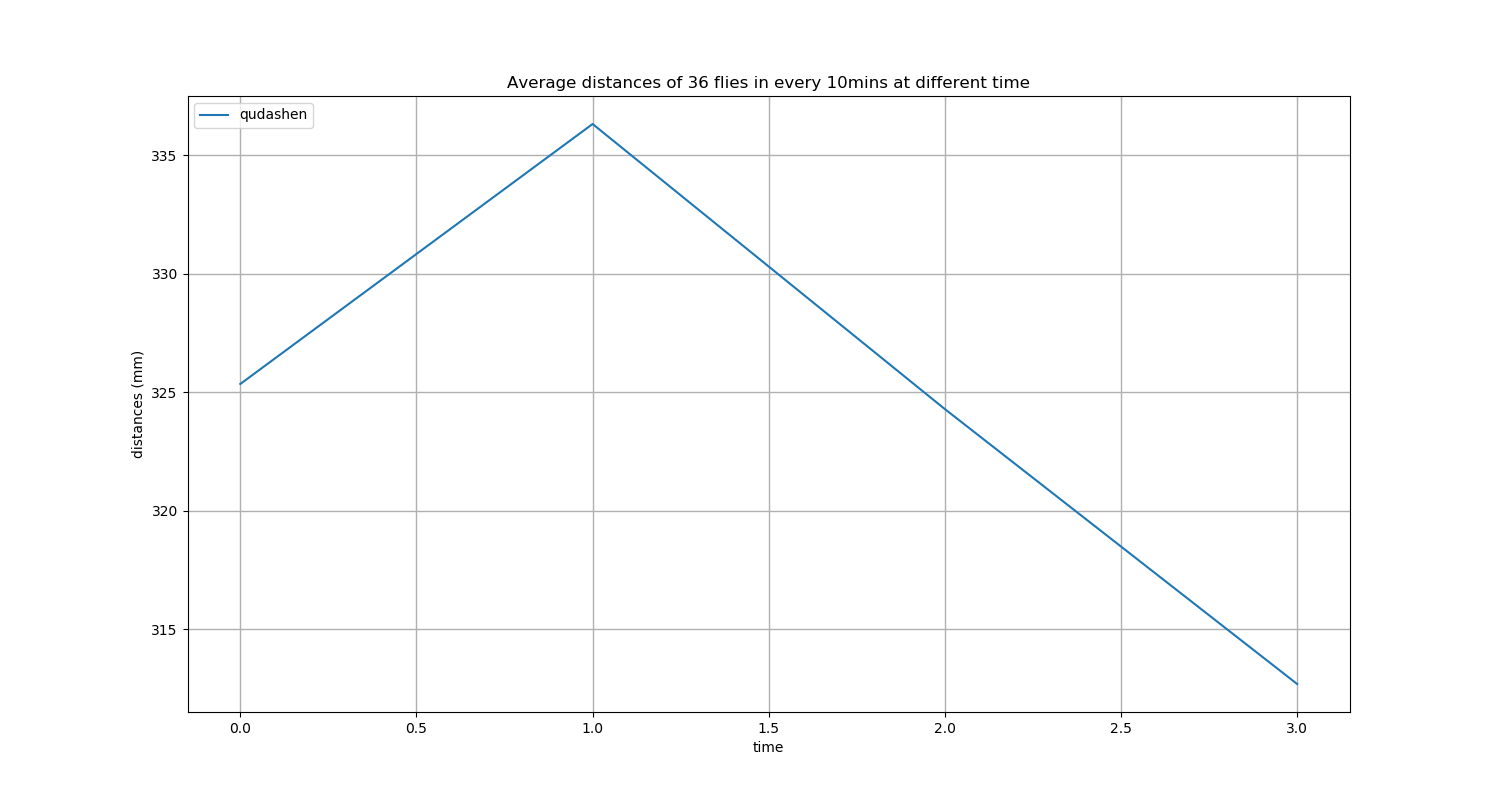 Average distances of 36 flies in every 10mins at different time
qudashen
335
330
325
320
315
distances (mm)
0.0 0.5 1.0 1.5 2.0 2.5 3.0
time